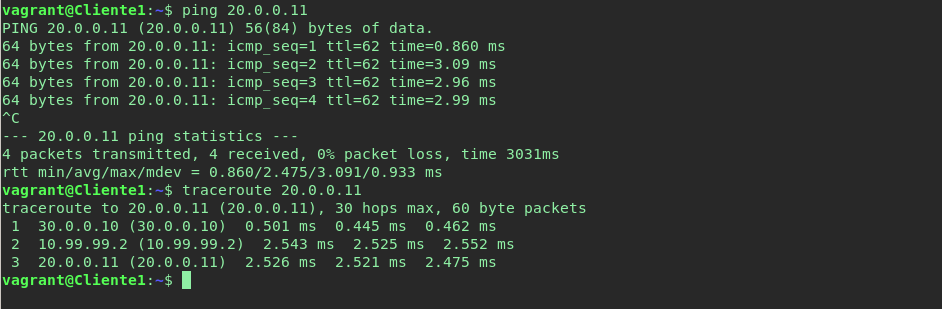 vagrant@Cliente1:~$ ping 20.0.0.11
PING 20.0.0.11 (20.0.0.11) 56(84) bytes of data.
64 bytes from 20.0.0.11: icmp_seq=1 ttl=62 time=0.860 ms
64 bytes from 20.0.0.11: icmp_seq=2 ttl=62 time=3.09 ms
64 bytes from 20.0.0.11: icmp_seq=3 ttl=62 time=2.96 ms
64 bytes from 20.0.0.11: icmp_seq=4 ttl=62 time=2.99 ms
^C
--- 20.0.0.11 ping statistics ---
4 packets transmitted, 4 received, 0% packet loss, time 3031ms
rtt min/avg/max/mdev = 0.860/2.475/3.091/0.933 ms
vagrant@Cliente1:~$ traceroute 20.0.0.11
traceroute to 20.0.0.11 (20.0.0.11), 30 hops max, 60 byte packets
 1  30.0.0.10 (30.0.0.10)  0.501 ms  0.445 ms  0.462 ms
 2  10.99.99.2 (10.99.99.2)  2.543 ms  2.525 ms  2.552 ms
 3  20.0.0.11 (20.0.0.11)  2.526 ms  2.521 ms  2.475 ms
vagrant@Cliente1:~$